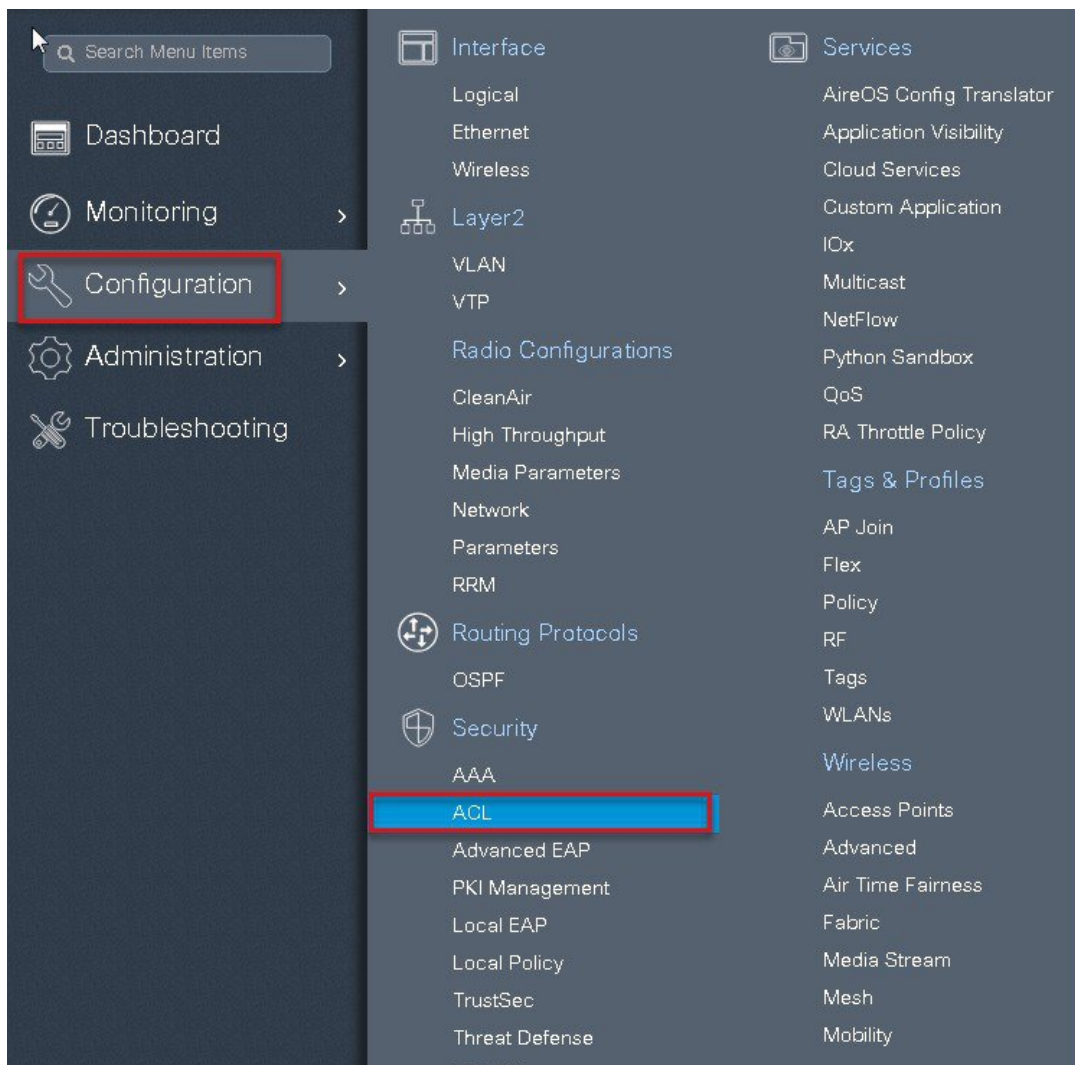 Search Menu Items
Dashboard
Monitoring
Configuration
Administration
Troubleshooting
Interface
Logical
Ethernet
Wireless
Layer2
VLAN
VTP
Radio Configurations
CleanAir
High Throughput
Media Parameters
Network
Parameters
RRM
Routing Protocols
OSPF
Security
AAA
ACL
Advanced EAP
PKI Management
Local EAP
Local Policy
TrustSec
Threat Defense
Services
AireOS Config Translator
Application Visibility
Cloud Services
Custom Application
IOx
Multicast
NetFlow
Python Sandbox
QoS
RA Throttle Policy
Tags & Profiles
AP Join
Flex
Policy
RF
Tags
WLANs
Wireless
Access Points
Advanced
Air Time Fairness
Fabric
Media Stream
Mesh
Mobility